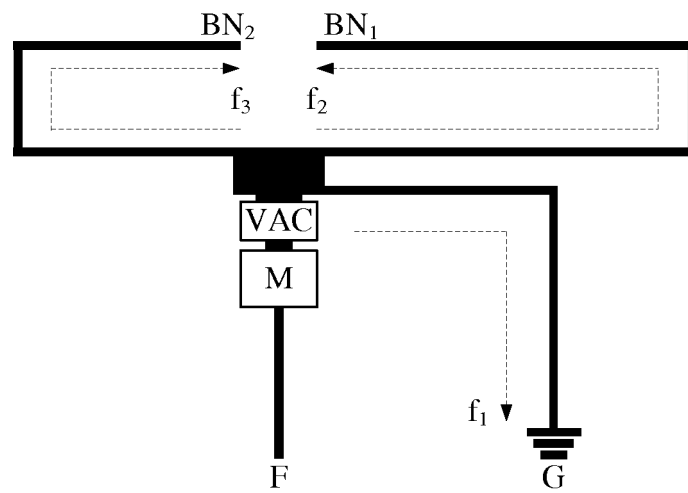 BN₂ BN₁
f₃ f₂
VAC
M
f₁
F G